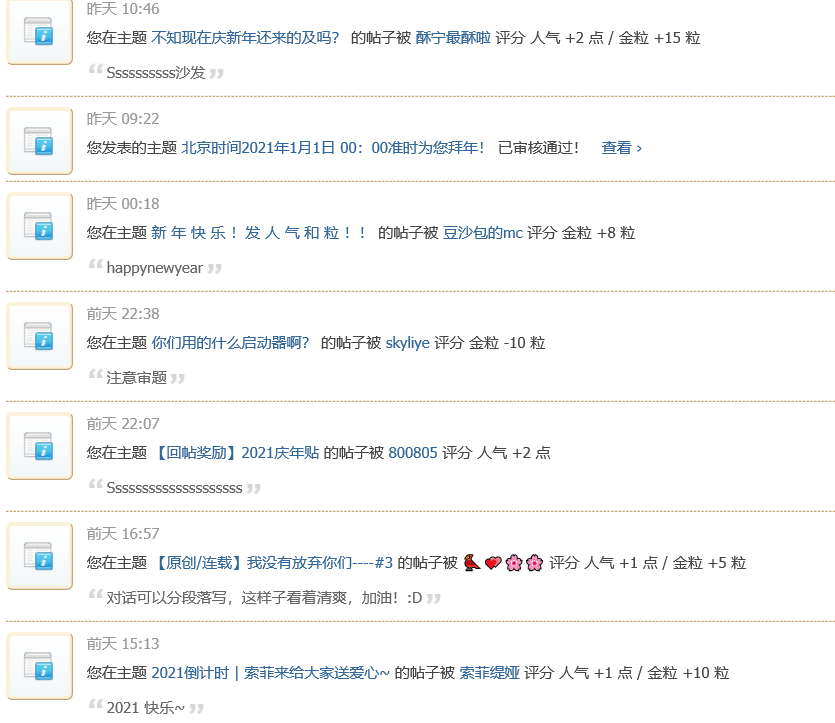 昨天 10:46
您在主题 不知现在庆新年还来的及吗？ 的帖子被 酥宁最酥啦 评分 人气 +2 点 / 金粒 +15 粒
“Ssssssssss沙发”
昨天 09:22
您发表的主题 北京时间2021年1月1日 00：00准时为您拜年！ 已审核通过！ 查看 ›
昨天 00:18
您在主题 新 年 快 乐 ！发 人 气 和 粒 ！！ 的帖子被 豆沙包的mc 评分 金粒 +8 粒
“happynewyear”
前天 22:38
您在主题 你们用的什么启动器啊？ 的帖子被 skyliye 评分 金粒 -10 粒
“注意审题”
前天 22:07
您在主题 【回帖奖励】2021庆年贴 的帖子被 800805 评分 人气 +2 点
“Ssssssssssssssssssss”
前天 16:57
您在主题 【原创/连载】我没有放弃你们----#3 的帖子被 评分 人气 +1 点 / 金粒 +5 粒
“对话可以分段落写，这样子看着清爽，加油！:D”
前天 15:13
您在主题 2021倒计时 | 索菲来给大家送爱心~ 的帖子被 索菲缇娅 评分 人气 +1 点 / 金粒 +10 粒
“2021 快乐~”